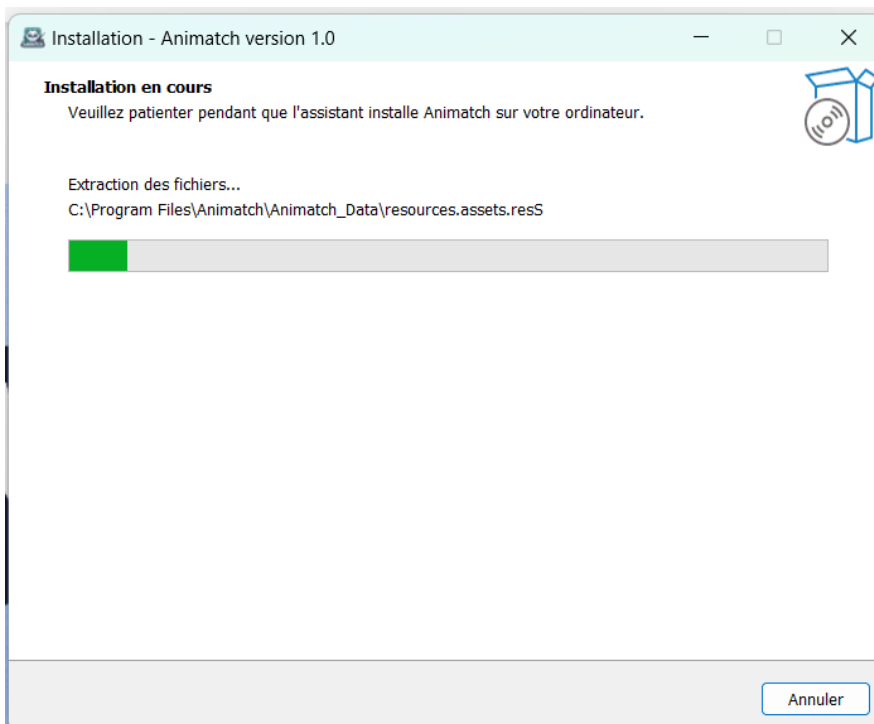 Installation - Animatch version 1.0
Installation en cours
Veuillez patienter pendant que l'assistant installe Animatch sur votre ordinateur.
Extraction des fichiers...
C:\Program Files\Animatch\Animatch_Data\resources.assets.resS
Annuler